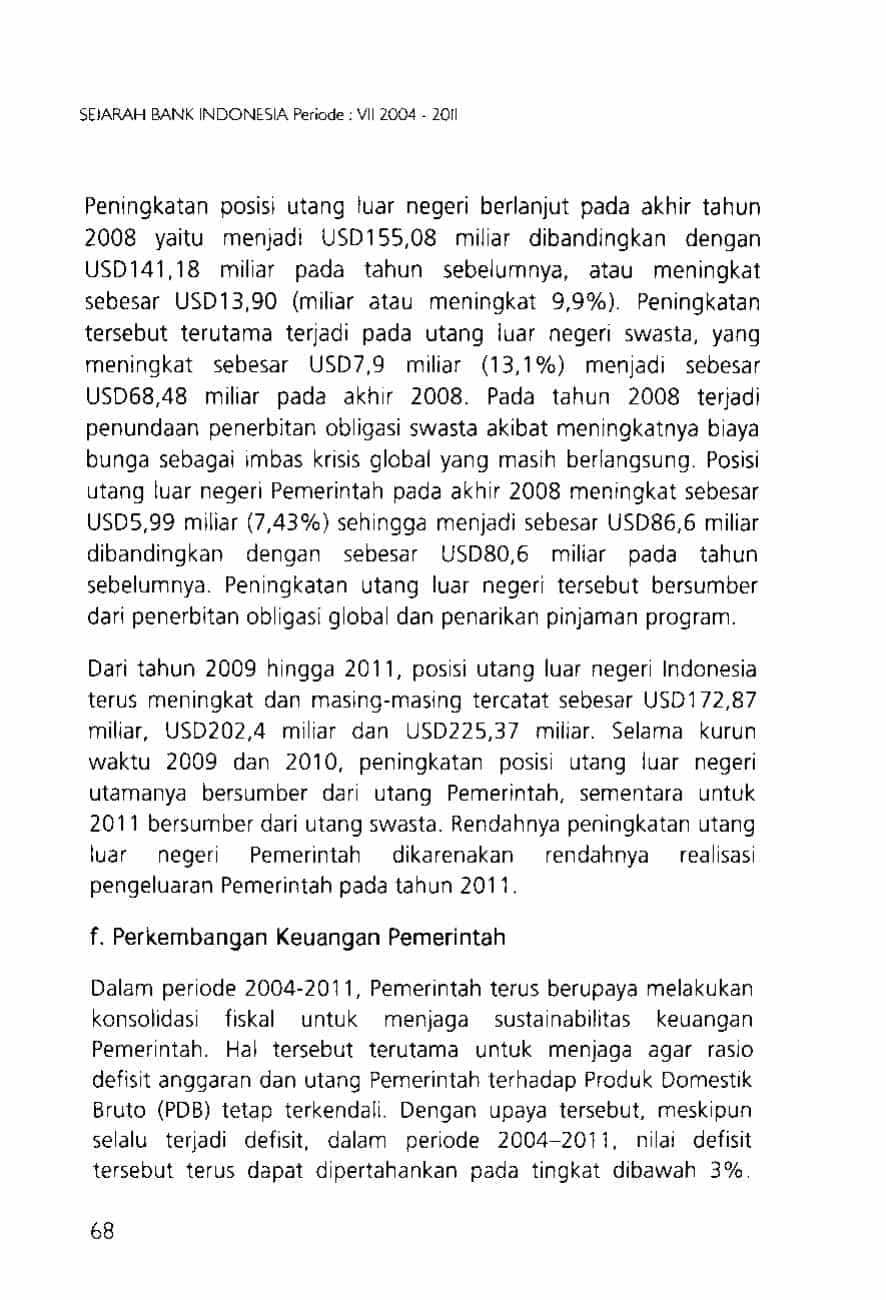 SEJARAH BANK INDONESIA Periode : VII 2004 - 2011
Peningkatan posisi utang luar negeri berlanjut pada akhir tahun
2008 yaitu menjadi USD155,08 miliar dibandingkan dengan
USD141,18 miliar pada tahun sebelumnya, atau meningkat
sebesar USD13,90 (miliar atau meningkat 9,9%). Peningkatan
tersebut terutama terjadi pada utang luar negeri swasta, yang
meningkat sebesar USD7,9 miliar (13,1%) menjadi sebesar
USD68,48 miliar pada akhir 2008. Pada tahun 2008 terjadi
penundaan penerbitan obligasi swasta akibat meningkatnya biaya
bunga sebagai imbas krisis global yang masih berlangsung. Posisi
utang luar negeri Pemerintah pada akhir 2008 meningkat sebesar
USD5,99 miliar (7,43%) sehingga menjadi sebesar USD86,6 miliar
dibandingkan dengan sebesar USD80,6 miliar pada tahun
sebelumnya. Peningkatan utang luar negeri tersebut bersumber
dari penerbitan obligasi global dan penarikan pinjaman program.
Dari tahun 2009 hingga 2011, posisi utang luar negeri Indonesia
terus meningkat dan masing-masing tercatat sebesar USD172,87
miliar, USD202,4 miliar dan USD225,37 miliar. Selama kurun
waktu 2009 dan 2010, peningkatan posisi utang luar negeri
utamanya bersumber dari utang Pemerintah, sementara untuk
2011 bersumber dari utang swasta. Rendahnya peningkatan utang
luar negeri Pemerintah dikarenakan rendahnya realisasi
pengeluaran Pemerintah pada tahun 2011.
f. Perkembangan Keuangan Pemerintah
Dalam periode 2004-2011, Pemerintah terus berupaya melakukan
konsolidasi fiskal untuk menjaga sustainabilitas keuangan
Pemerintah. Hal tersebut terutama untuk menjaga agar rasio
defisit anggaran dan utang Pemerintah terhadap Produk Domestik
Bruto (PDB) tetap terkendali. Dengan upaya tersebut, meskipun
selalu terjadi defisit, dalam periode 2004–2011, nilai defisit
tersebut terus dapat dipertahankan pada tingkat dibawah 3%.
68